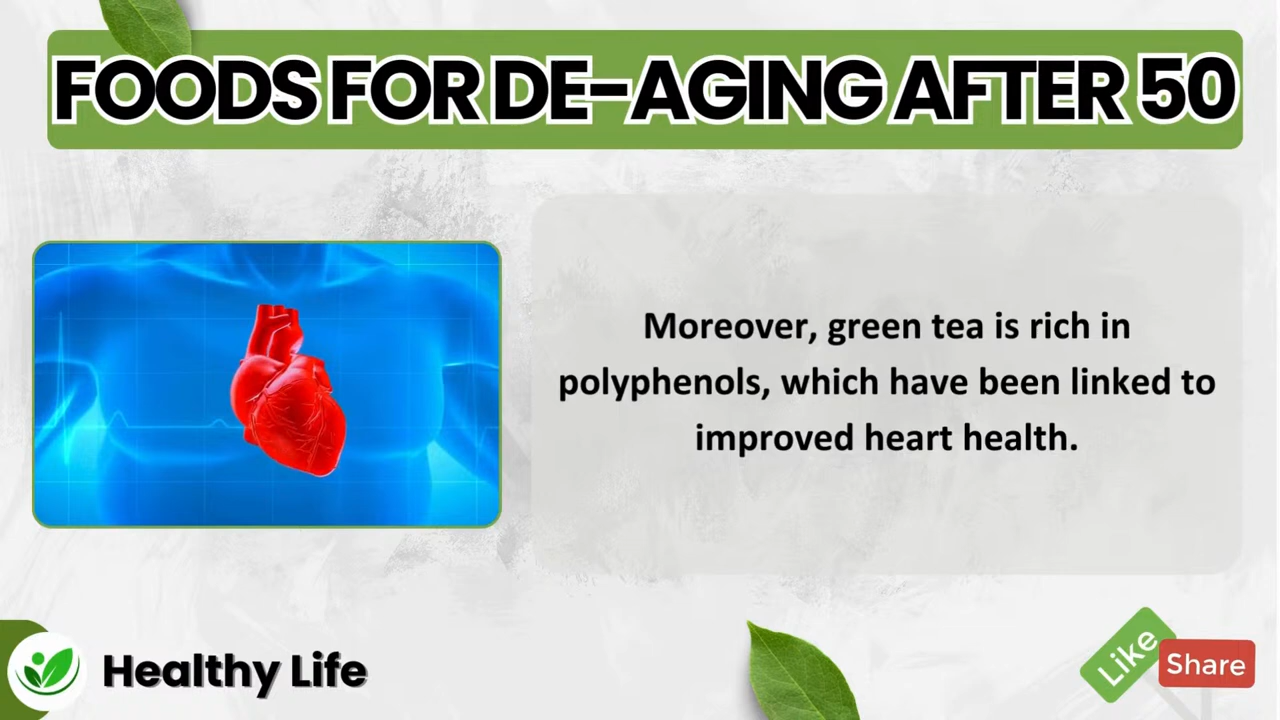 FOODS FOR DE-AGING AFTER 50
Moreover, green tea is rich in
polyphenols, which have been linked to
improved heart health.
Healthy Life
Like
Share